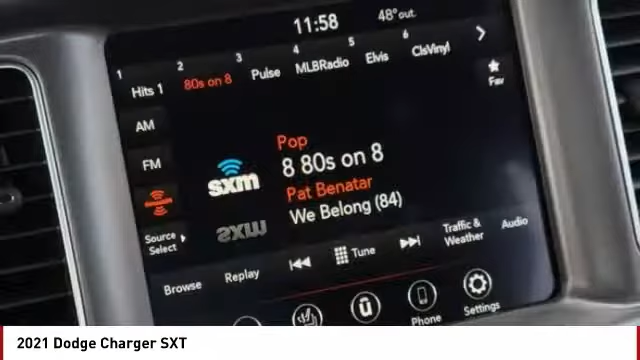 11:58
48° out.
1 Hits 1
2 80s on 8
3 Pulse
4 MLBRadio
5 Elvis
6 ClsVinyl
Fav
AM
FM
Source
Select
sxm
Pop
8 80s on 8
Pat Benatar
We Belong (84)
Browse
Replay
Tune
Traffic &
Weather
Audio
Phone
Settings
2021 Dodge Charger SXT